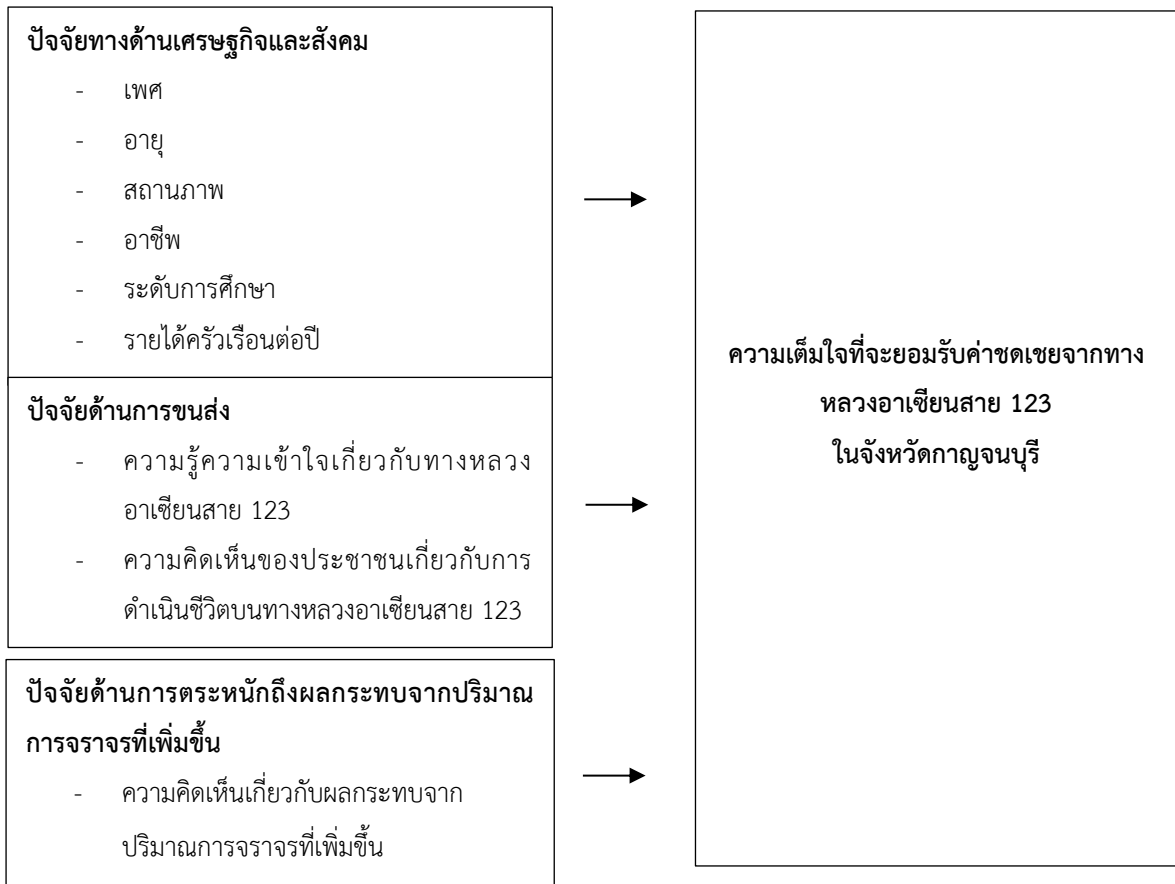 ปัจจัยทางด้านเศรษฐกิจและสังคม
- เพศ
- อายุ
- สถานภาพ
- อาชีพ
- ระดับการศึกษา
- รายได้ครัวเรือนต่อปี
ปัจจัยด้านการขนส่ง
- ความรู้ความเข้าใจเกี่ยวกับทางหลวง
อาเซียนสาย 123
- ความคิดเห็นของประชาชนเกี่ยวกับการ
ดำเนินชีวิตบนทางหลวงอาเซียนสาย 123
ปัจจัยด้านการตระหนักถึงผลกระทบจากปริมาณ
การจราจรที่เพิ่มขึ้น
- ความคิดเห็นเกี่ยวกับผลกระทบจาก
ปริมาณการจราจรที่เพิ่มขึ้น
ความเต็มใจที่จะยอมรับค่าชดเชยจากทาง
หลวงอาเซียนสาย 123
ในจังหวัดกาญจนบุรี